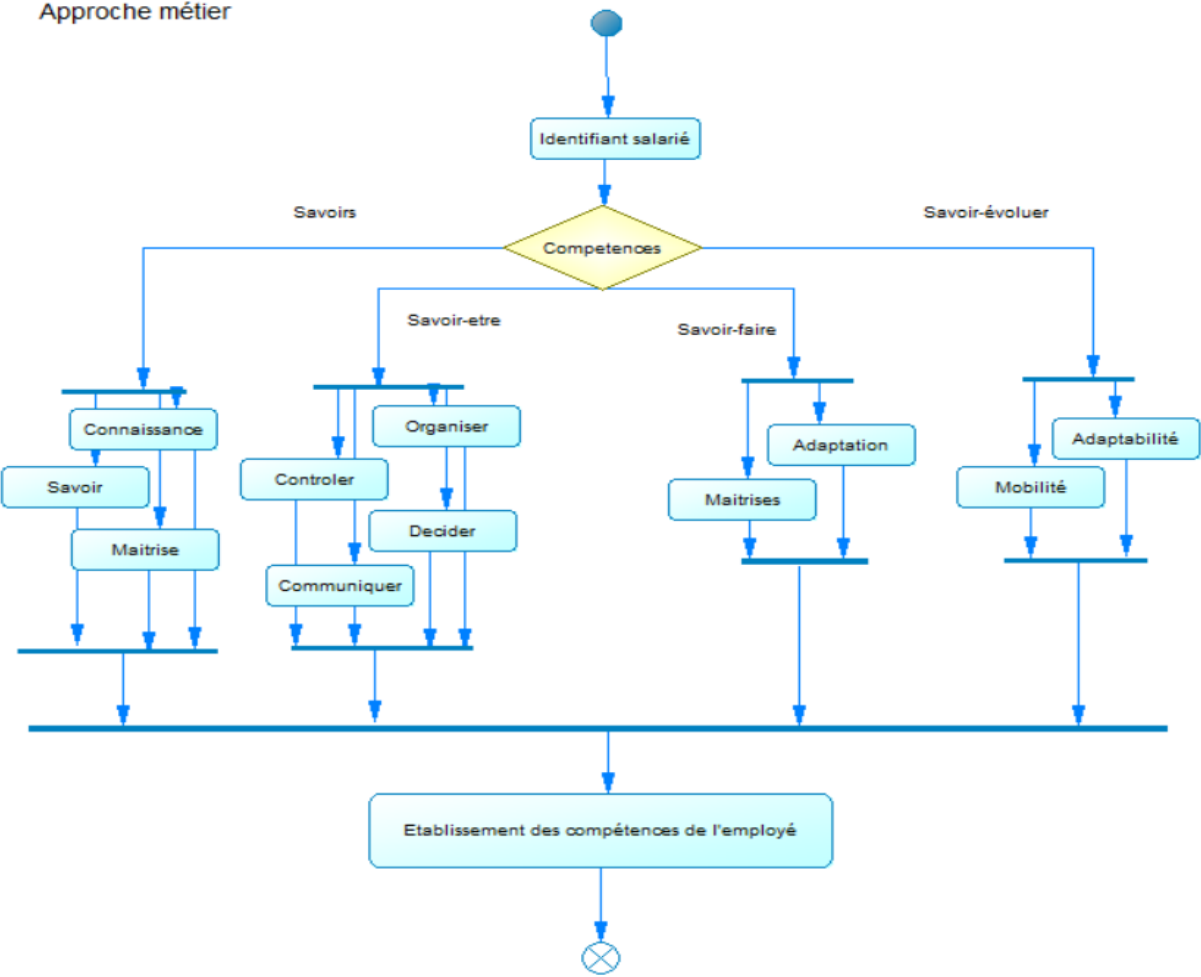 Approche métier
Identifiant salarié
Savoirs
Savoir-évoluer
Competences
Savoir-etre
Savoir-faire
Connaissance
Organiser
Adaptation
Adaptabilité
Savoir
Controler
Maitrises
Mobilité
Maitrise
Decider
Communiquer
Etablissement des compétences de l'employé